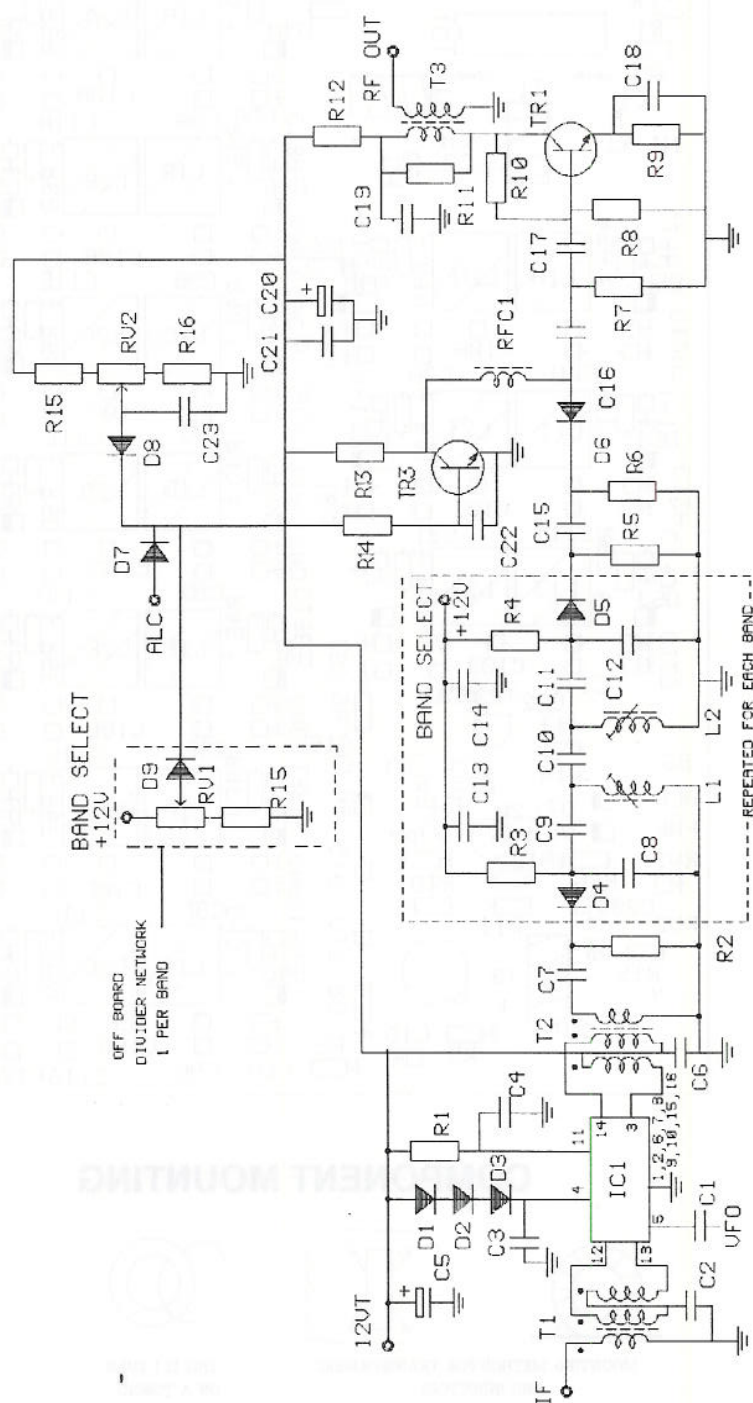 OFF BOARD
DIVIDER NETWORK
1 PER BAND
BAND SELECT
+12V
D9
RV1
R15
ALC
D7
D8
R15
RV2
R16
C23
C21
C20
+
R13
TR3
R14
C22
RFC1
R12
RF OUT
T3
C19
R11
R10
TR1
C18
R9
R8
C17
R7
C16
D6
R6
C15
R5
BAND SELECT
+12V
R4
D5
C14
C13
C11
C12
C10
L2
L1
C9
R3
C8
D4
REPEATED FOR EACH BAND
R2
C7
T2
C6
12VT
+
C5
D1
D2
D3
C3
R1
C4
4
11
14
3
IC1
12
13
5
1,2,6,7,8,
9,10,15,16
C1
VFO
C2
T1
IF
COMPONENT MOUNTING